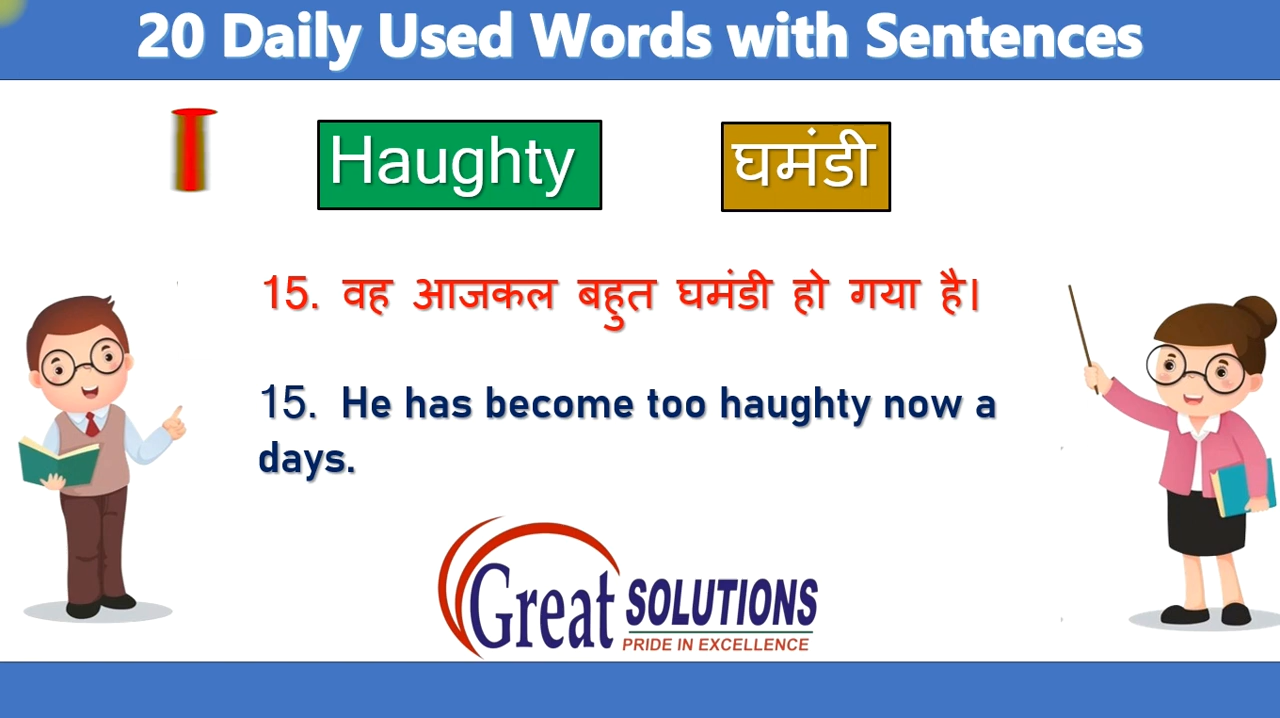 20 Daily Used Words with Sentences
Haughty
घमंडी
15. वह आजकल बहुत घमंडी हो गया है।
15. He has become too haughty now a
days.
Great SOLUTIONS
PRIDE IN EXCELLENCE